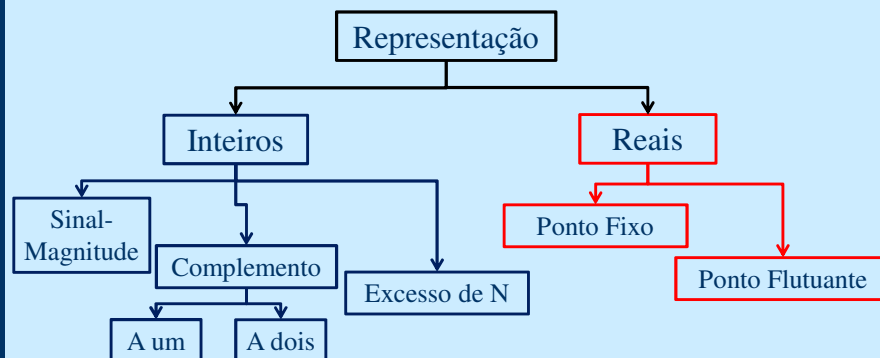 Representação
Inteiros
Reais
Sinal-
Magnitude
Complemento
Excesso de N
Ponto Fixo
Ponto Flutuante
A um
A dois